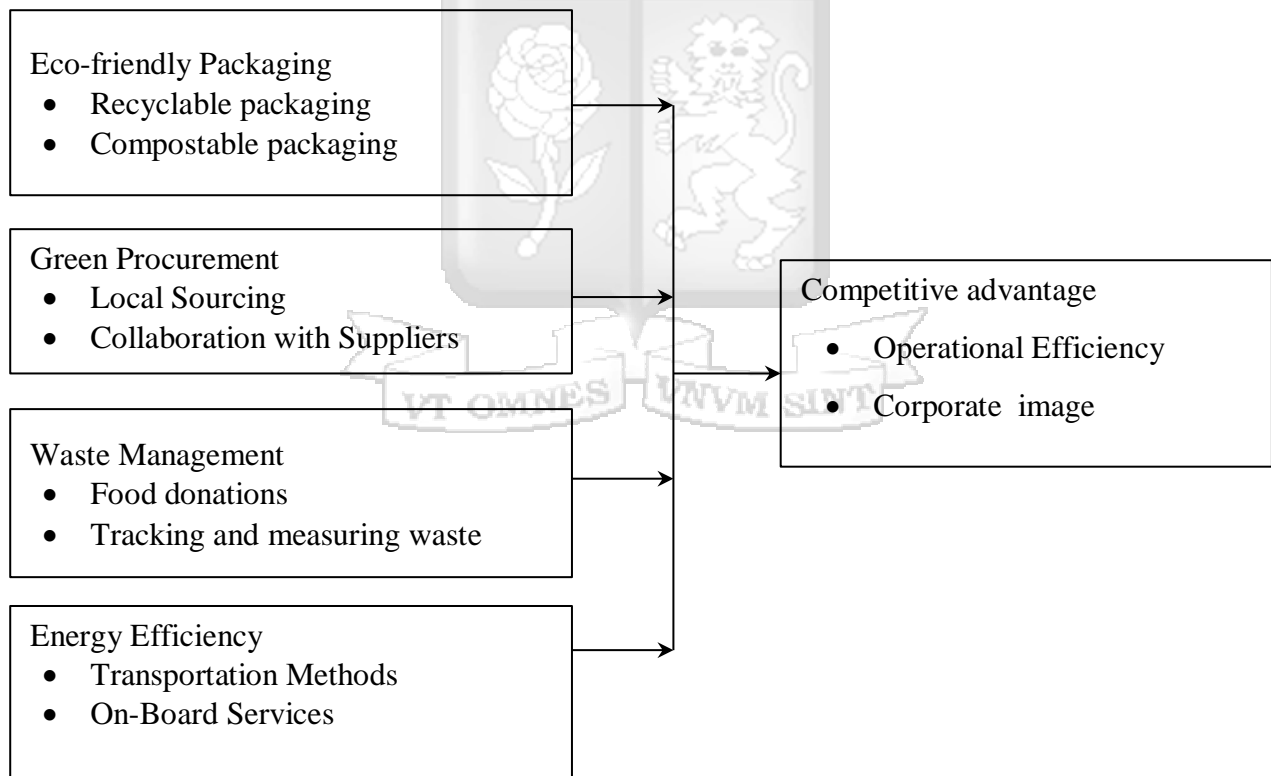 Eco-friendly Packaging
• Recyclable packaging
• Compostable packaging
Green Procurement
• Local Sourcing
• Collaboration with Suppliers
VT OMNES VNVM SINT
Waste Management
• Food donations
• Tracking and measuring waste
Energy Efficiency
• Transportation Methods
• On-Board Services
Competitive advantage
• Operational Efficiency
• Corporate image